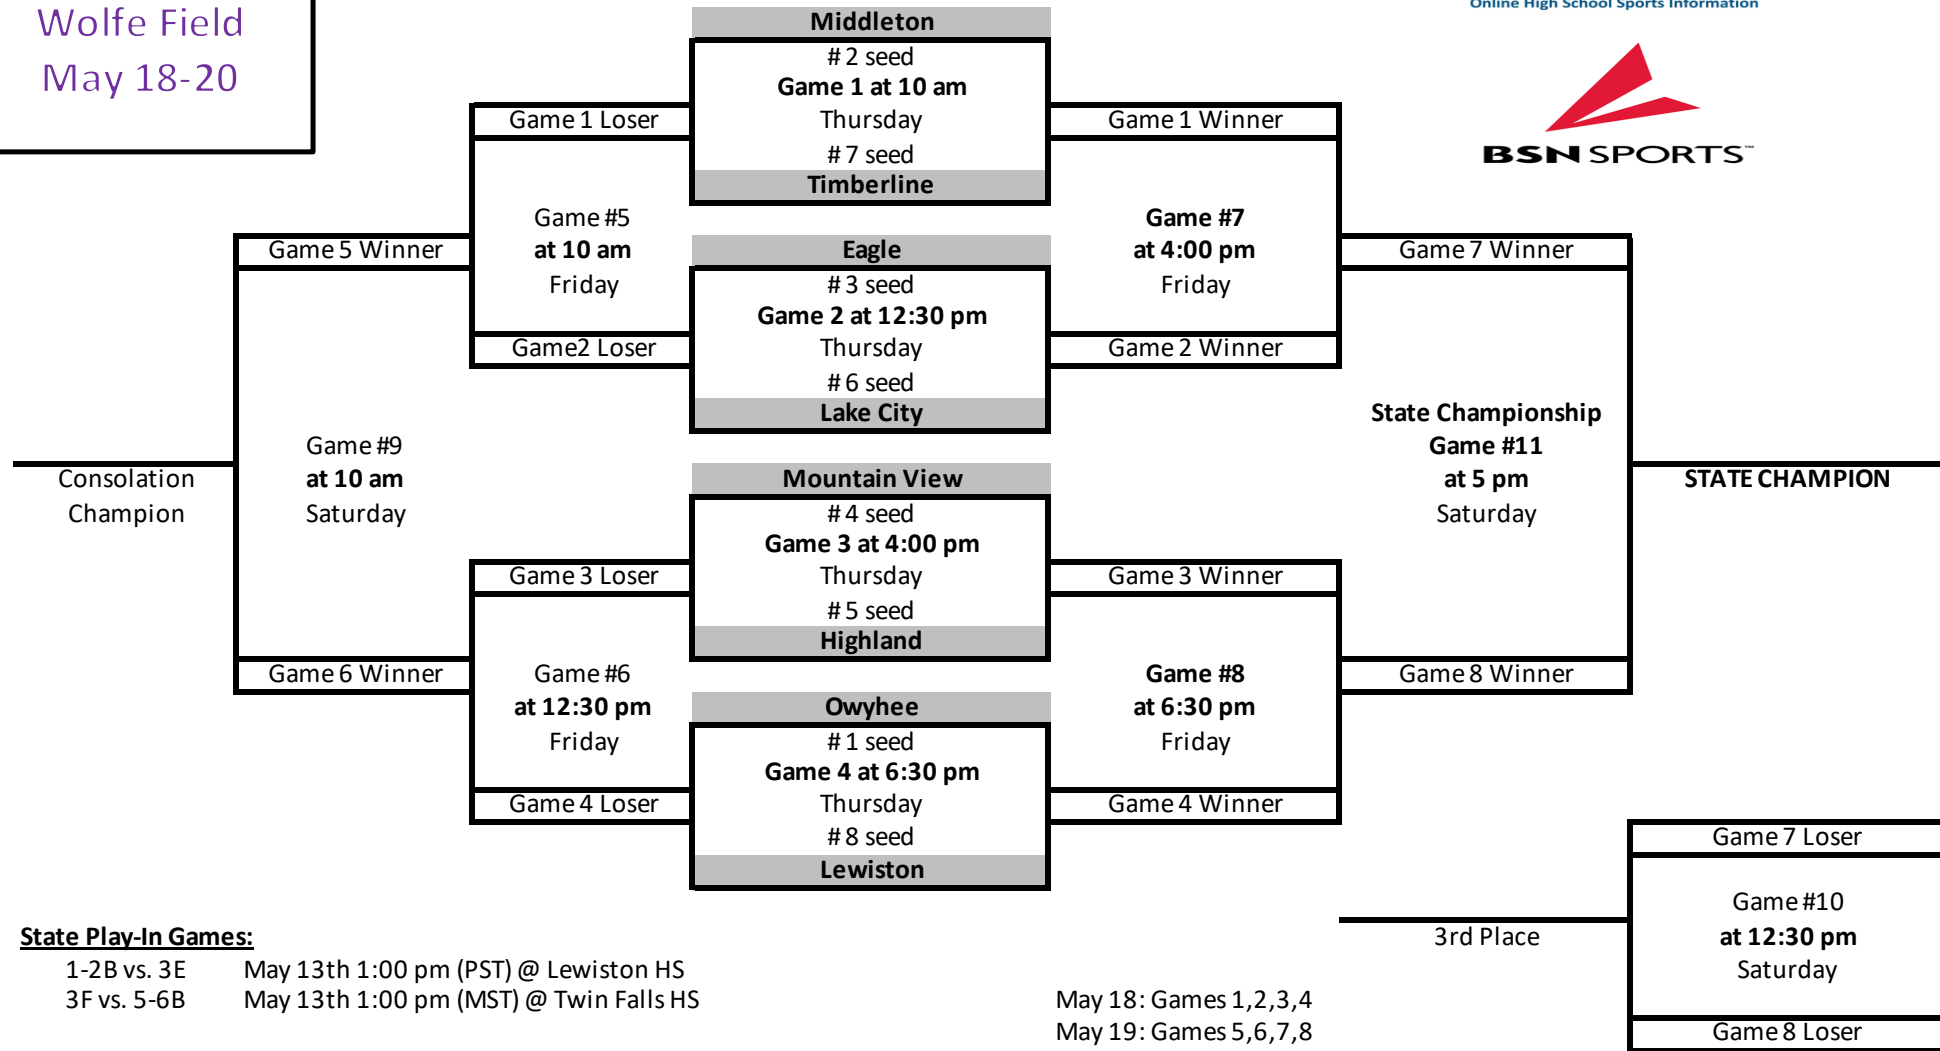 Wolfe Field
May 18-20
Online High School Sports Information
BSN SPORTS™
Middleton
#2 seed
Game 1 at 10 am
Thursday
#7 seed
Timberline
Game 1 Loser
Game 1 Winner
Game #5
at 10 am
Friday
Game #7
at 4:00 pm
Friday
Game 5 Winner
Game 7 Winner
Eagle
#3 seed
Game 2 at 12:30 pm
Thursday
#6 seed
Lake City
Game2 Loser
Game 2 Winner
Consolation
Champion
Game #9
at 10 am
Saturday
State Championship
Game #11
at 5 pm
Saturday
STATE CHAMPION
Mountain View
#4 seed
Game 3 at 4:00 pm
Thursday
#5 seed
Highland
Game 3 Loser
Game 3 Winner
Game 6 Winner
Game #6
at 12:30 pm
Friday
Game #8
at 6:30 pm
Friday
Game 8 Winner
Owyhee
#1 seed
Game 4 at 6:30 pm
Thursday
#8 seed
Lewiston
Game 4 Loser
Game 4 Winner
Game 7 Loser
Game #10
at 12:30 pm
Saturday
Game 8 Loser
3rd Place
State Play-In Games:
1-2B vs. 3E May 13th 1:00 pm (PST) @ Lewiston HS
3F vs. 5-6B May 13th 1:00 pm (MST) @ Twin Falls HS
May 18: Games 1,2,3,4
May 19: Games 5,6,7,8